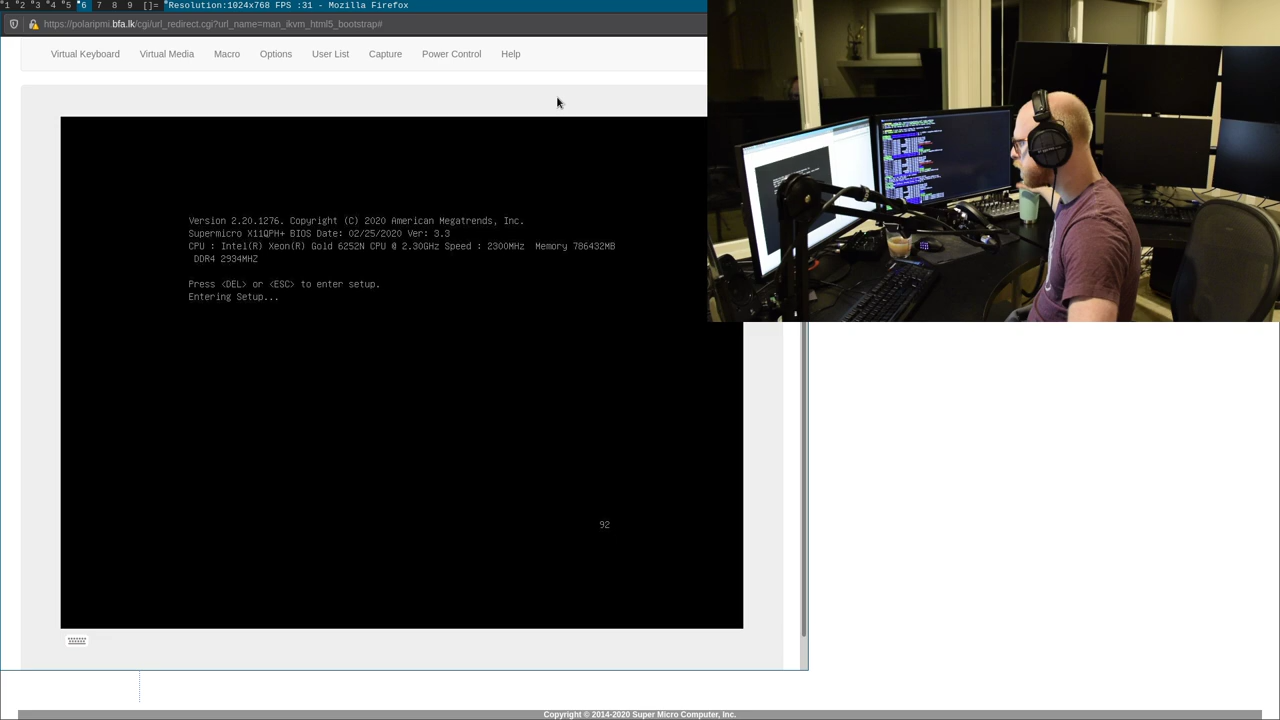 1 2 3 4 5 6 7 8 9 []= Resolution:1024x768 FPS :31 - Mozilla Firefox
https://polaripmi.bfa.lk/cgi/url_redirect.cgi?url_name=man_ikvm_html5_bootstrap#
Virtual Keyboard Virtual Media Macro Options User List Capture Power Control Help
Version 2.20.1276. Copyright (C) 2020 American Megatrends, Inc.
Supermicro X11QPH+ BIOS Date: 02/25/2020 Ver: 3.3
CPU : Intel(R) Xeon(R) Gold 6252N CPU @ 2.30GHz Speed : 2300MHz Memory 786432MB
DDR4 2934MHZ
Press <DEL> or <ESC> to enter setup.
Entering Setup...
92
Copyright © 2014-2020 Super Micro Computer, Inc.